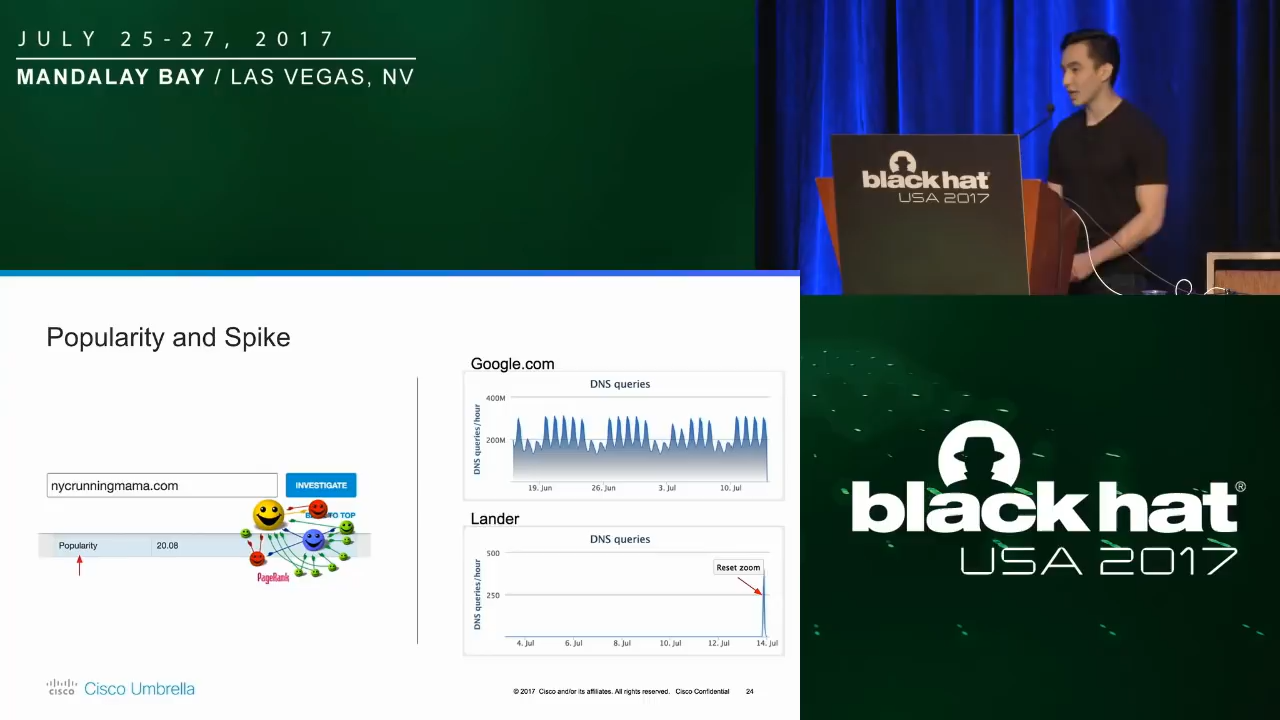 JULY 25-27, 2017
MANDALAY BAY / LAS VEGAS, NV
black hat®
USA 2017
Popularity and Spike
nycrunningmama.com
INVESTIGATE
TO TOP
Popularity 20.08
PageRank
Google.com
DNS queries
DNS queries/hour
400M
200M
19. Jun 26. Jun 3. Jul 10. Jul
Lander
DNS queries
DNS queries/hour
500
Reset zoom
250
4. Jul 6. Jul 8. Jul 10. Jul 12. Jul 14. Jul
cisco Cisco Umbrella
© 2017 Cisco and/or its affiliates. All rights reserved. Cisco Confidential 24
black hat®
USA 2017